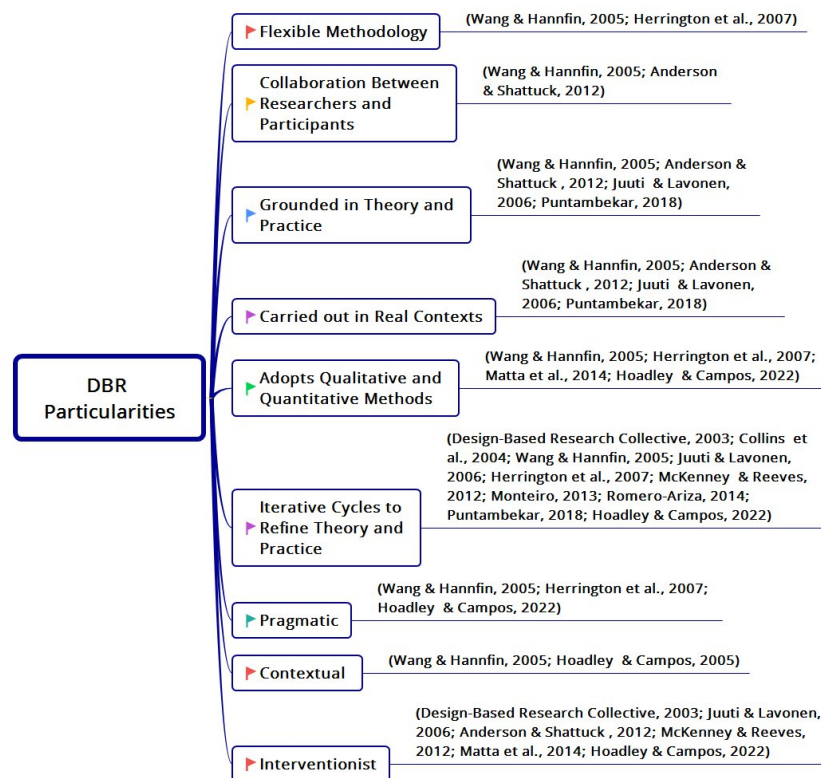 Flexible Methodology
(Wang & Hannfin, 2005; Herrington et al., 2007)
Collaboration Between
Researchers and
Participants
(Wang & Hannfin, 2005; Anderson
& Shattuck, 2012)
Grounded in Theory and
Practice
(Wang & Hannfin, 2005; Anderson &
Shattuck , 2012; Juuti  & Lavonen,
2006; Puntambekar, 2018)
Carried out in Real Contexts
(Wang & Hannfin, 2005; Anderson &
Shattuck , 2012; Juuti  & Lavonen,
2006; Puntambekar, 2018)
DBR
Particularities
Adopts Qualitative and
Quantitative Methods
(Wang & Hannfin, 2005; Herrington et al., 2007;
Matta et al., 2014; Hoadley  & Campos, 2022)
Iterative Cycles to
Refine Theory and
Practice
(Design-Based Research Collective, 2003; Collins  et
al., 2004; Wang & Hannfin, 2005; Juuti & Lavonen,
2006; Herrington et al., 2007; McKenney  & Reeves,
2012; Monteiro, 2013; Romero-Ariza, 2014;
Puntambekar, 2018; Hoadley & Campos, 2022)
Pragmatic
(Wang & Hannfin, 2005; Herrington et al., 2007;
Hoadley  & Campos, 2022)
Contextual
(Wang & Hannfin, 2005; Hoadley  & Campos, 2005)
Interventionist
(Design-Based Research Collective, 2003; Juuti & Lavonen,
2006; Anderson & Shattuck , 2012; McKenney & Reeves,
2012; Matta et al., 2014; Hoadley & Campos, 2022)